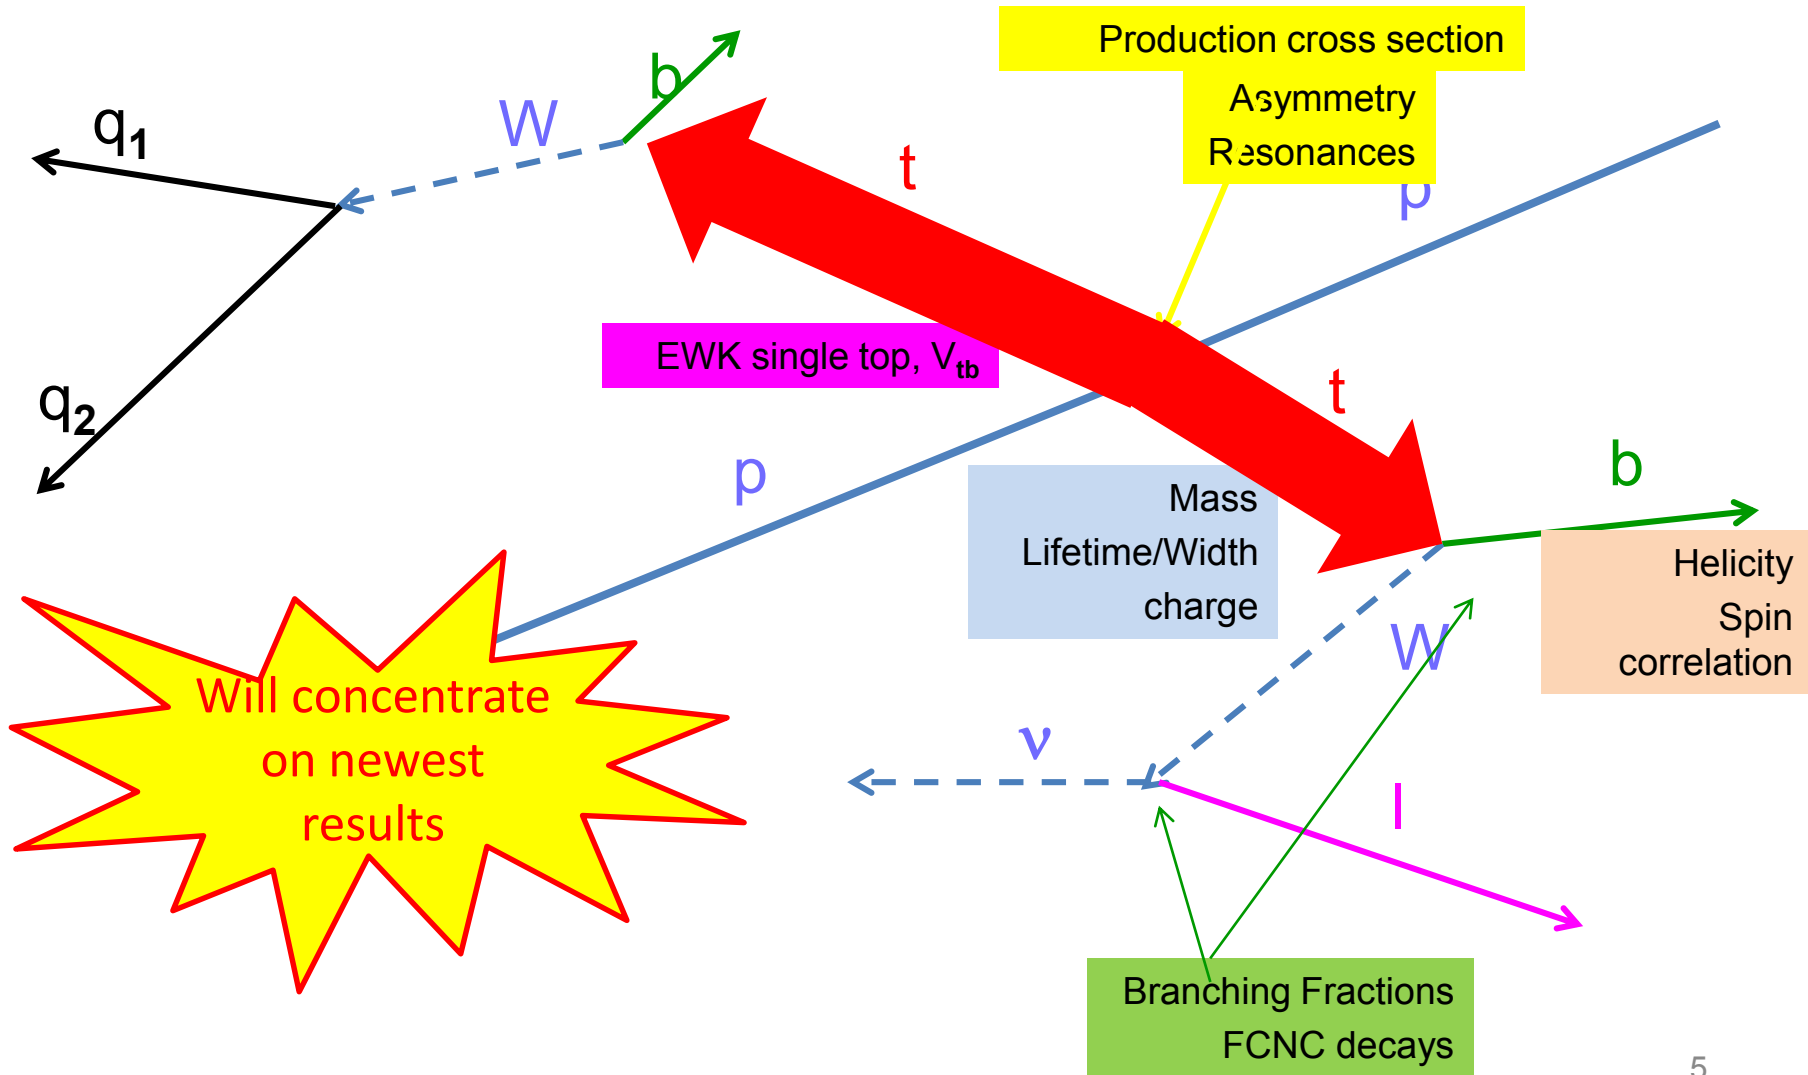 Production cross section
b
Asymmetry
W
q1
Resonances
t
p
EWK single top, Vtb
t
q2
b
p
Mass
Lifetime/Width
charge
Helicity
Spin
correlation
W
Will concentrate
on newest
results
ν
l
Branching Fractions
FCNC decays
5